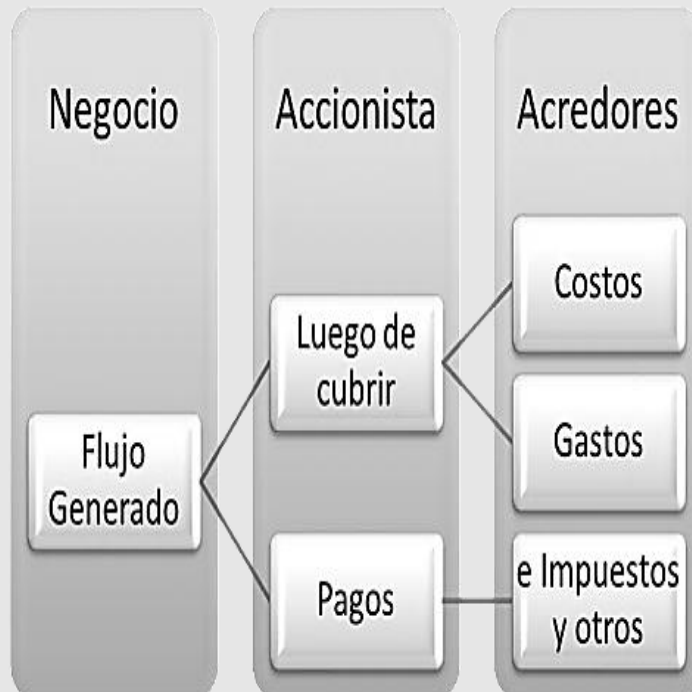 Negocio
Accionista
Acredores
Flujo
Generado
Luego de
cubrir
Pagos
Costos
Gastos
e Impuestos
y otros